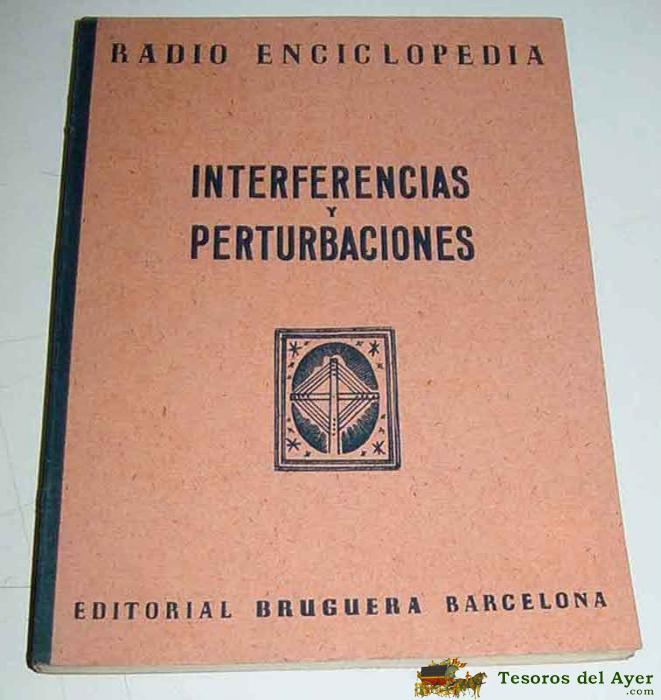 RADIO ENCICLOPEDIA
INTERFERENCIAS
Y
PERTURBACIONES
EDITORIAL BRUGUERA BARCELONA
Tesoros del Ayer
.com